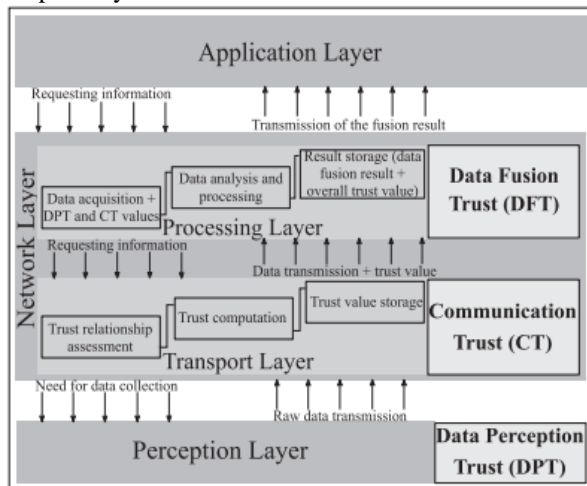 Application Layer
Requesting information
Transmission of the fusion result
Network Layer
Data acquisition +
DPT and CT values
Data analysis and
processing
Result storage (data
fusion result +
overall trust value)
Processing Layer
Data Fusion
Trust (DFT)
Requesting information
Data transmission + trust value
Trust relationship
assessment
Trust computation
Trust value storage
Transport Layer
Communication
Trust (CT)
Need for data collection
Raw data transmission
Perception Layer
Data Perception
Trust (DPT)